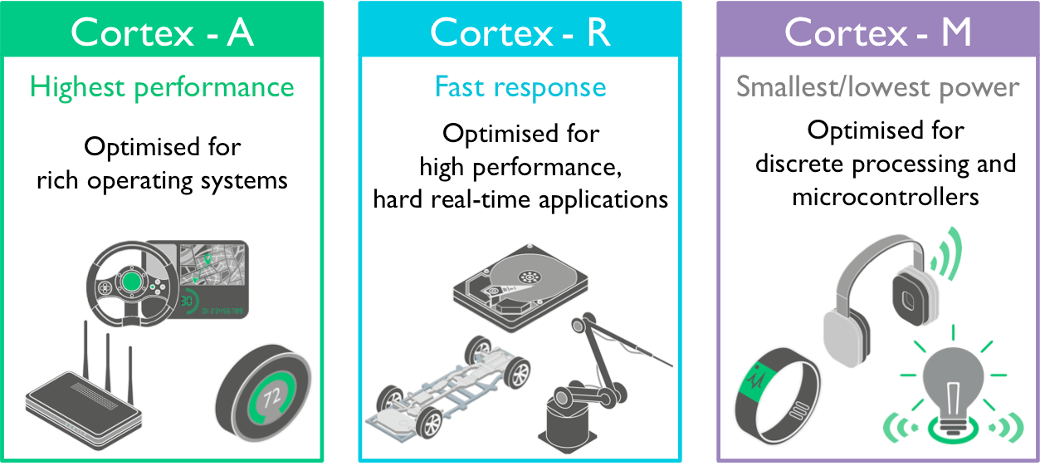 Cortex - A
Highest performance
Optimised for
rich operating systems
72
Cortex - R
Fast response
Optimised for
high performance,
hard real-time applications
Cortex - M
Smallest/lowest power
Optimised for
discrete processing and
microcontrollers